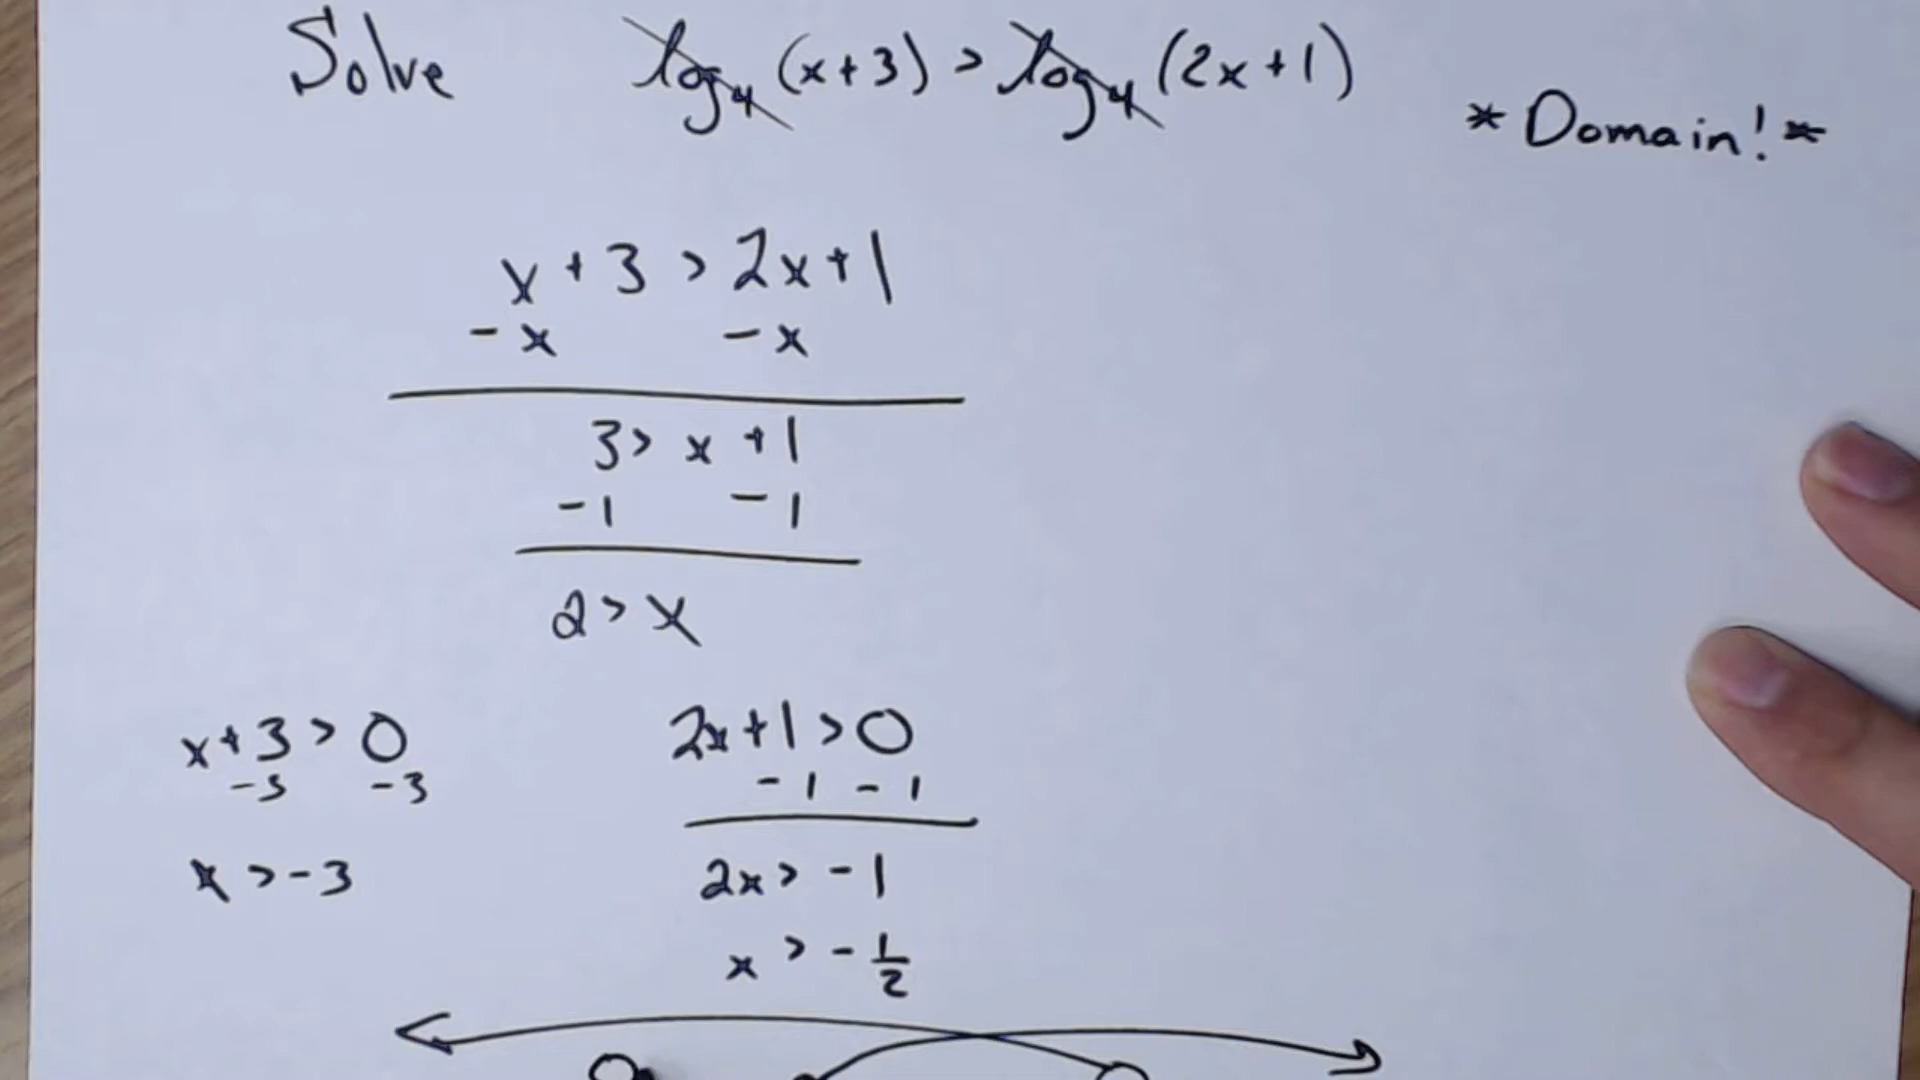 Solve log₄(x+3) > log₄(2x+1)
*Domain!*
x+3 > 2x+1
-x -x
3 > x+1
-1 -1
2 > x
x+3 > 0
-3 -3
x > -3
2x+1 > 0
-1 -1
2x > -1
x > -1/2